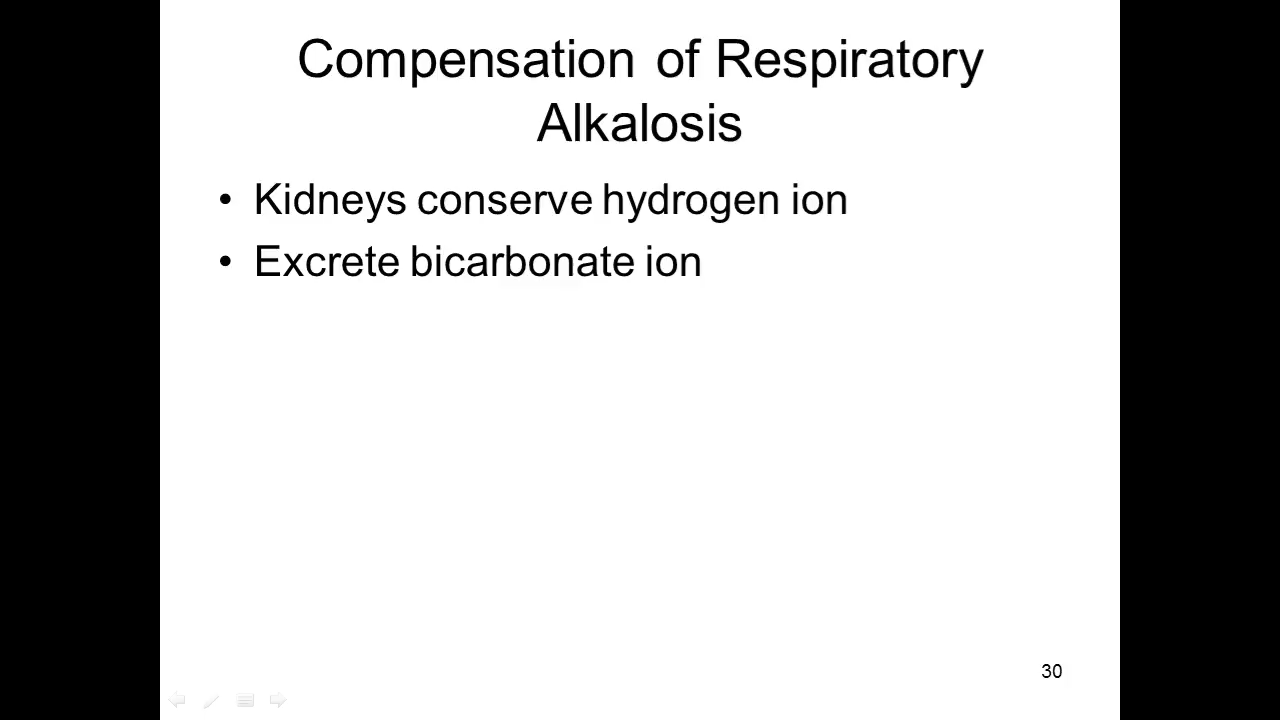 Compensation of Respiratory
Alkalosis
• Kidneys conserve hydrogen ion
• Excrete bicarbonate ion
30